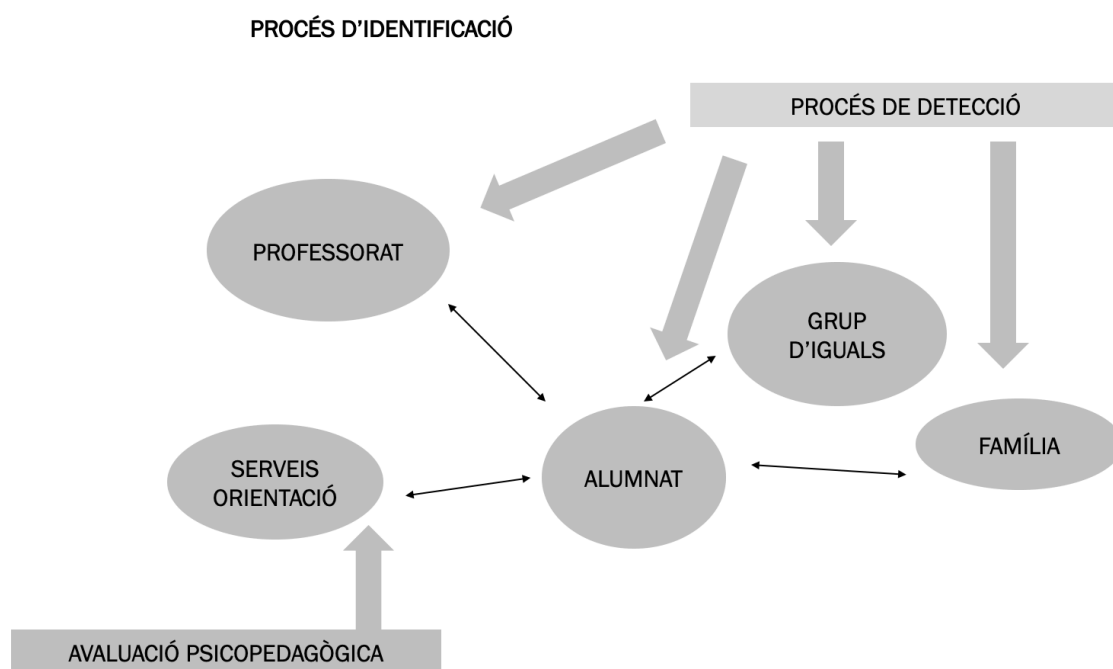 PROCÉS D’IDENTIFICACIÓ
PROCÉS DE DETECCIÓ
PROFESSORAT
GRUP
D’IGUALS
FAMÍLIA
SERVEIS
ORIENTACIÓ
ALUMNAT
AVALUACIÓ PSICOPEDAGÒGICA